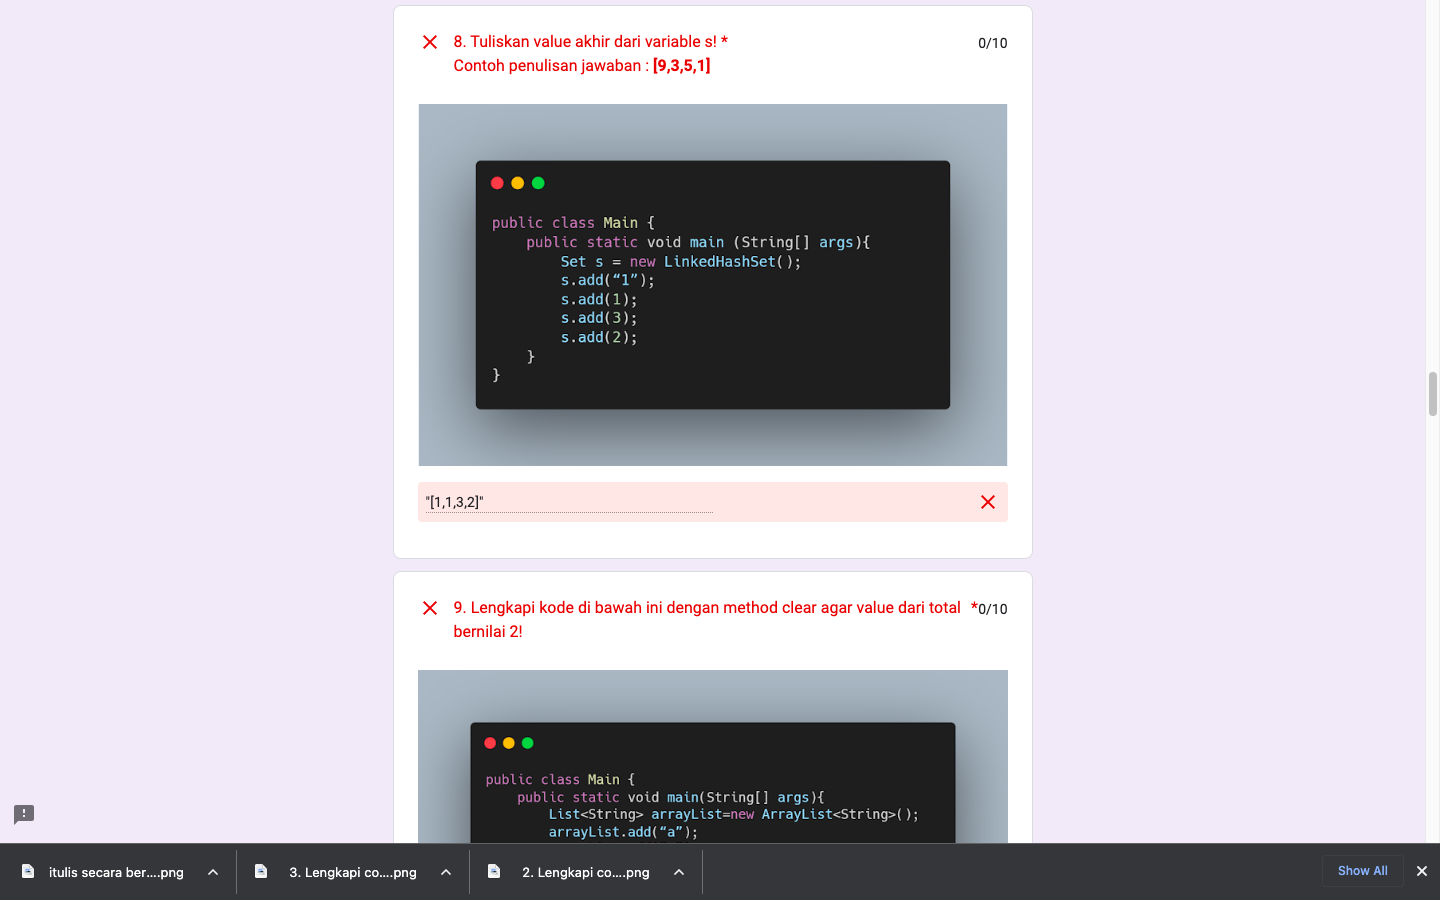 8. Tuliskan value akhir dari variable s! *
0/10
Contoh penulisan jawaban : [9,3,5,1]
public class Main {
    public static void main (String[] args){
        Set s = new LinkedHashSet();
        s.add(“1”);
        s.add(1);
        s.add(3);
        s.add(2);
    }
}
"[1,1,3,2]"
9. Lengkapi kode di bawah ini dengan method clear agar value dari total *
0/10
bernilai 2!
public class Main {
    public static void main(String[] args){
        List<String> arrayList=new ArrayList<String>();
        arrayList.add(“a”);
itulis secara ber....png
3. Lengkapi co....png
2. Lengkapi co....png
Show All